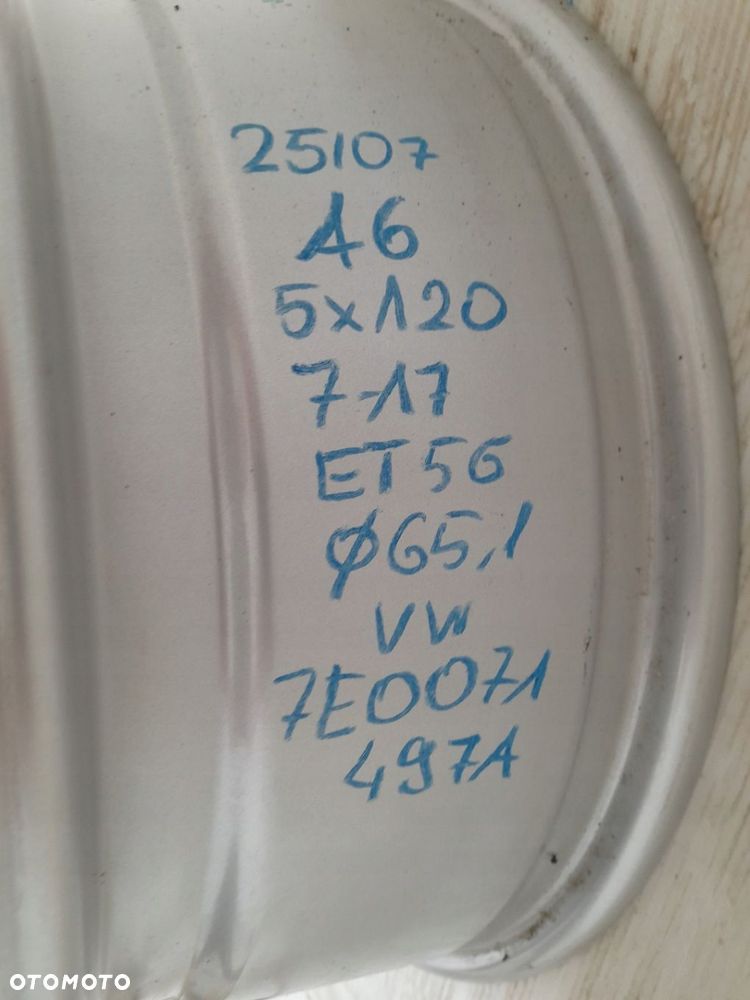 25107
A6
5x120
7-17
ET56
Ø65,1
VW
7E0071
497A
OTOMOTO